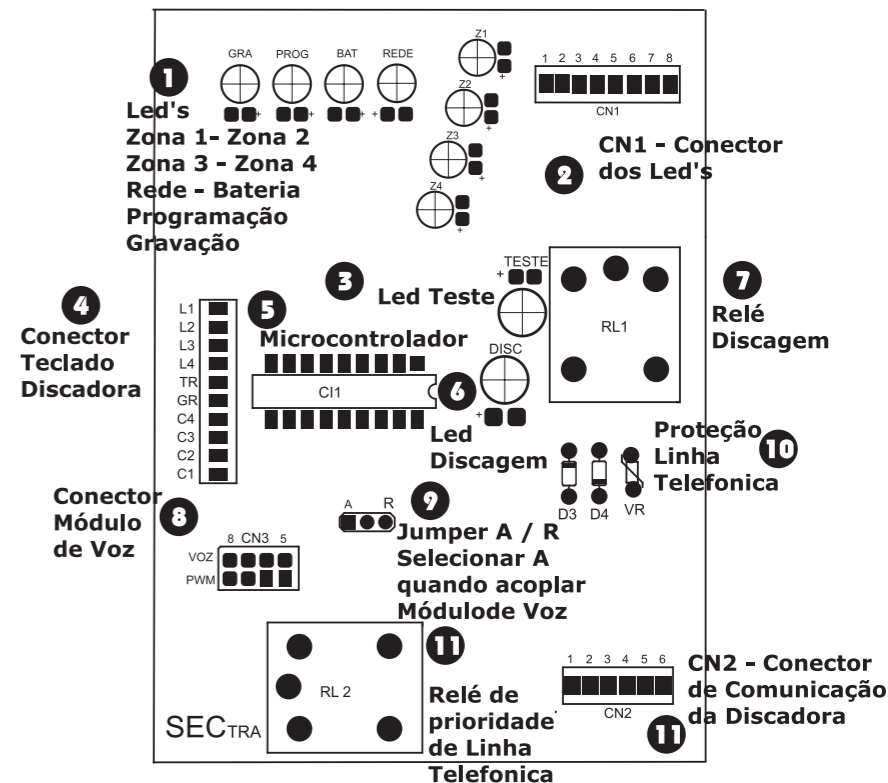 GRA PROG BAT REDE
Z1
Z2
Z3
Z4
1 2 3 4 5 6 7 8
CN1
1
Led's
Zona 1- Zona 2
Zona 3 - Zona 4
Rede - Bateria
Programação
Gravação
2
CN1 - Conector
dos Led's
3
Led Teste
+ TESTE
4
Conector
Teclado
Discadora
L1
L2
L3
L4
TR
GR
C4
C3
C2
C1
5
Microcontrolador
CI1
6
DISC
Led
Discagem
RL1
7
Relé
Discagem
8
Conector
Módulo
de Voz
8 CN3 5
VOZ
PWM
A R
9
Jumper A / R
Selecionar A
quando acoplar
Módulode Voz
10
Proteção
Linha
Telefonica
D3 D4 VR
RL 2
11
Relé de
prioridade
de Linha
Telefonica
SECTRA
1 2 3 4 5 6
CN2
11
CN2 - Conector
de Comunicação
da Discadora